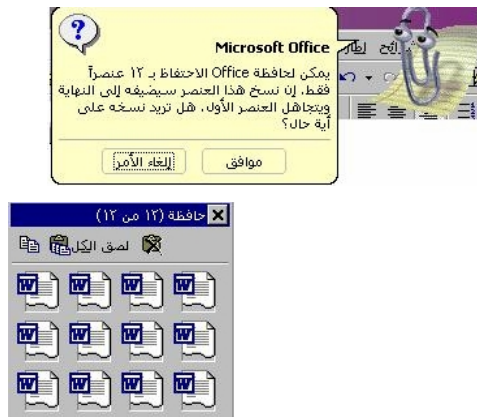 Microsoft Office
يمكن لحافظة Office الاحتفاظ بـ ١٢ عنصراً
فقط. إن نسخ هذا العنصر سيضيفه إلى النهاية
ويتجاهل العنصر الأول. هل تريد نسخه على
أية حال؟
موافق
إلغاء الأمر
إطار
حافظة (١٢ من ١٢)
لصق الكل